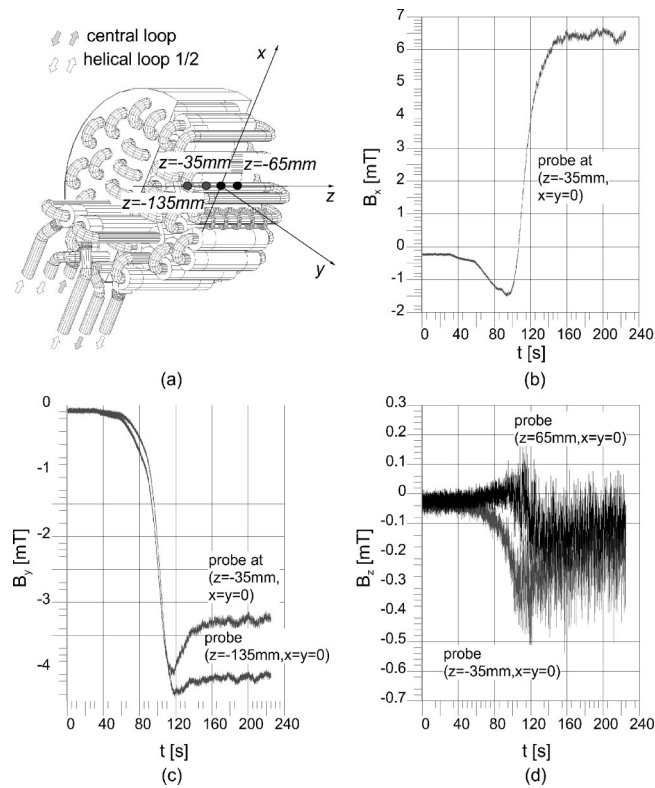 central loop
helical loop 1/2
x
z=-35mm
z=-65mm
z
z=-135mm
y
(a)
7
6
5
4
3
2
1
0
-1
-2
B_x [mT]
probe at
(z=-35mm,
x=y=0)
0 40 80 120 160 200 240
t [s]
(b)
0
-1
-2
-3
-4
B_y [mT]
probe at
(z=-35mm,
x=y=0)
probe
(z=-135mm,x=y=0)
0 40 80 120 160 200 240
t [s]
(c)
0.3
0.2
0.1
0
-0.1
-0.2
-0.3
-0.4
-0.5
-0.6
-0.7
B_z [mT]
probe
(z=65mm,x=y=0)
probe
(z=-35mm,x=y=0)
0 40 80 120 160 200 240
t [s]
(d)